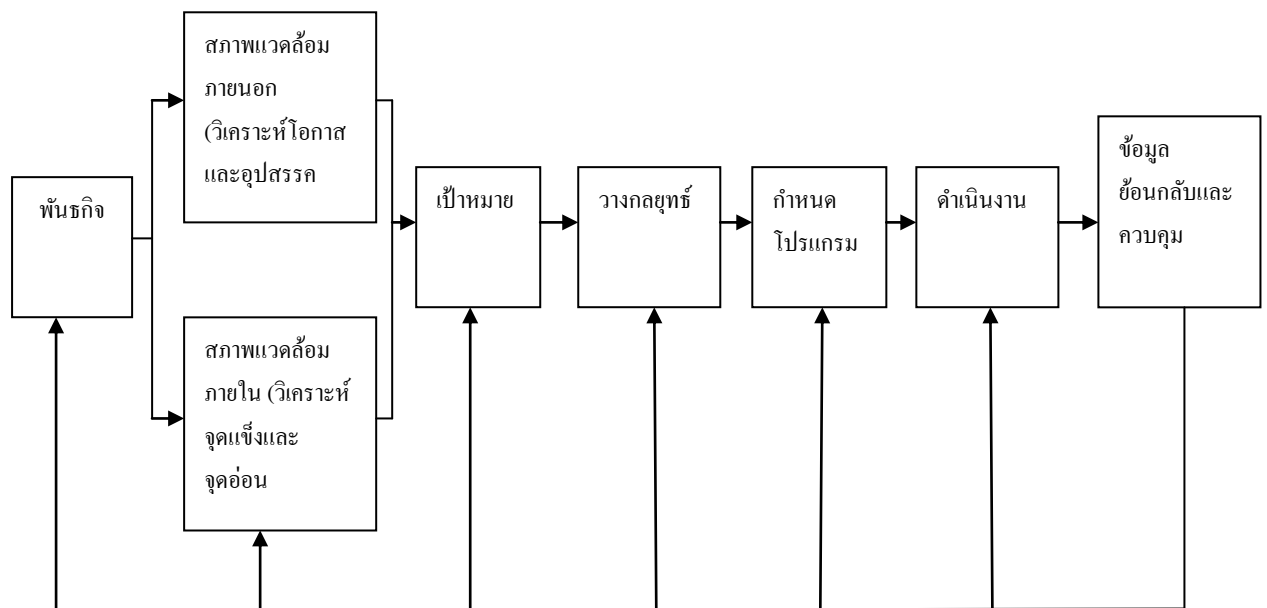 พันธกิจ
สภาพแวดล้อม
ภายนอก
(วิเคราะห์โอกาส
และอุปสรรค
สภาพแวดล้อม
ภายใน (วิเคราะห์
จุดแข็งและ
จุดอ่อน
เป้าหมาย
วางกลยุทธ์
กำหนด
โปรแกรม
ดำเนินงาน
ข้อมูล
ย้อนกลับและ
ควบคุม